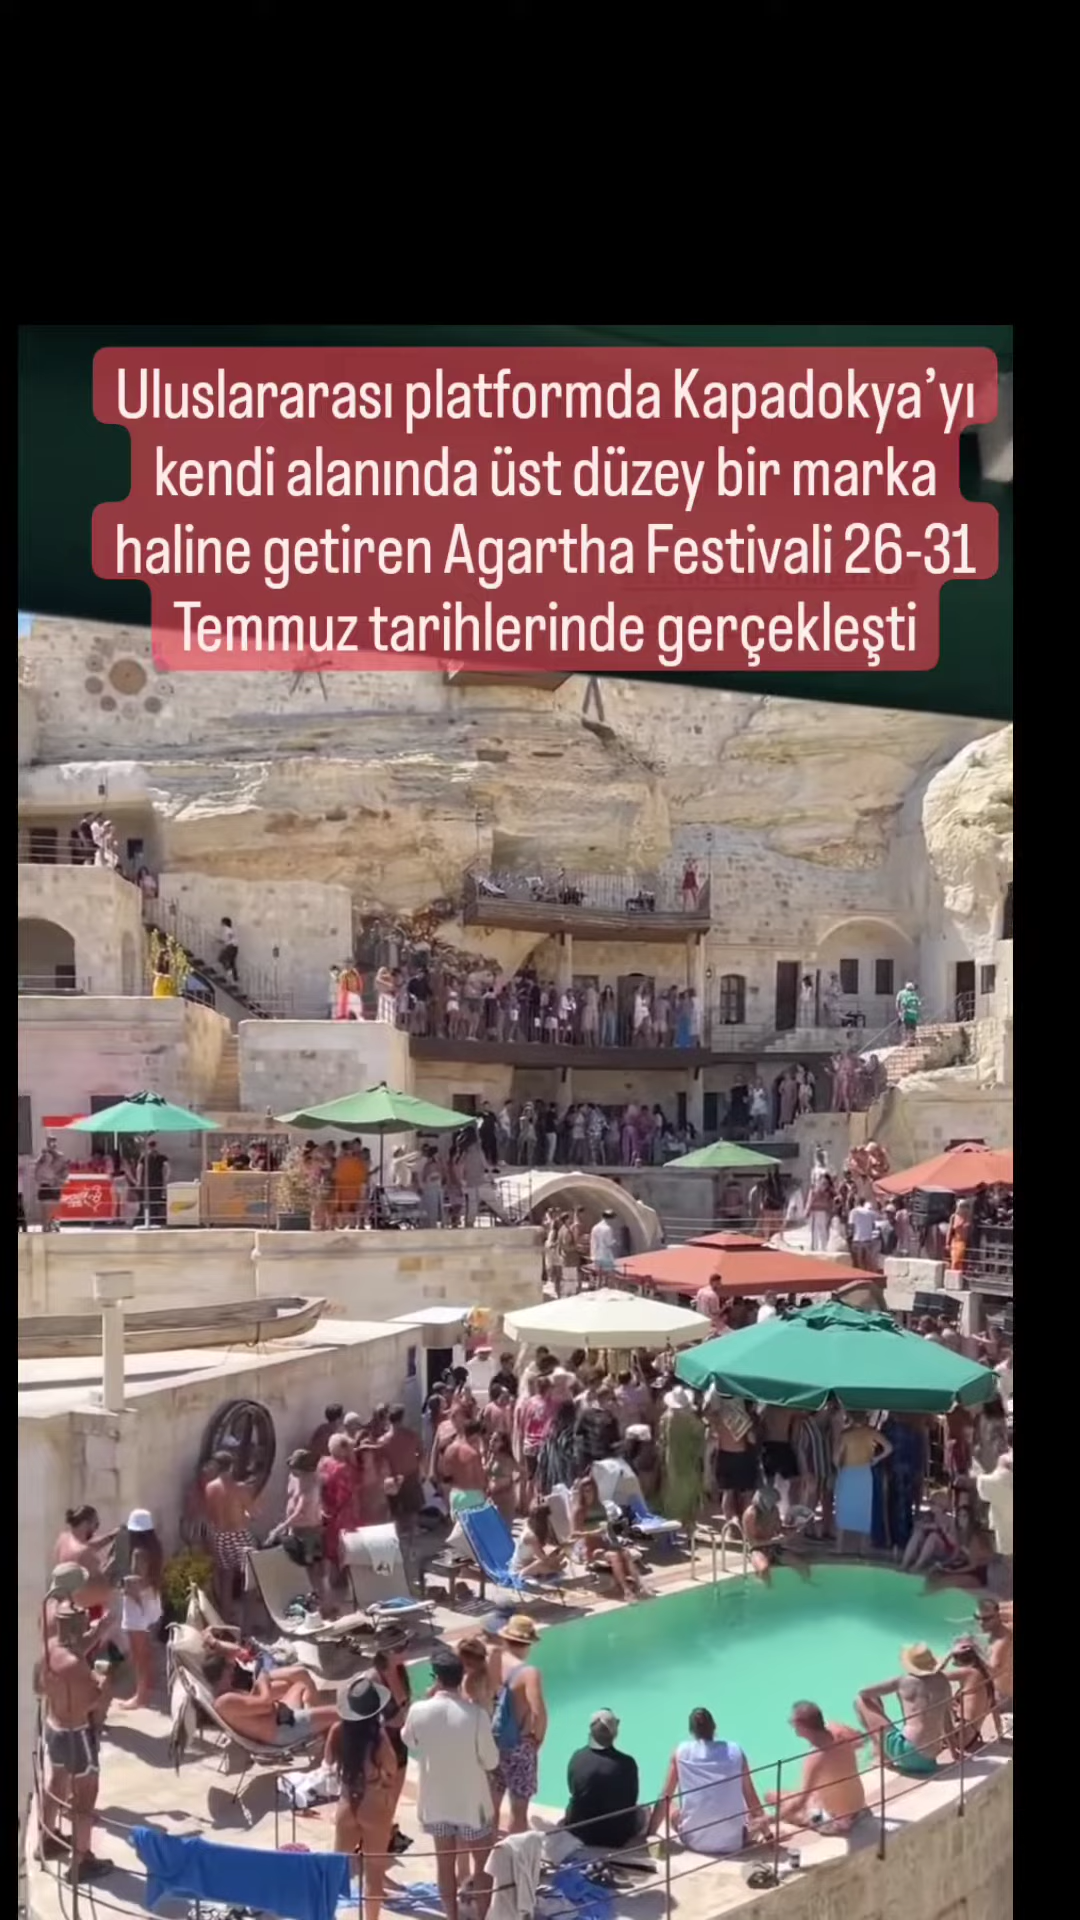 Uluslararası platformda Kapadokya’yı
kendi alanında üst düzey bir marka
haline getiren Agartha Festivali 26-31
Temmuz tarihlerinde gerçekleşti